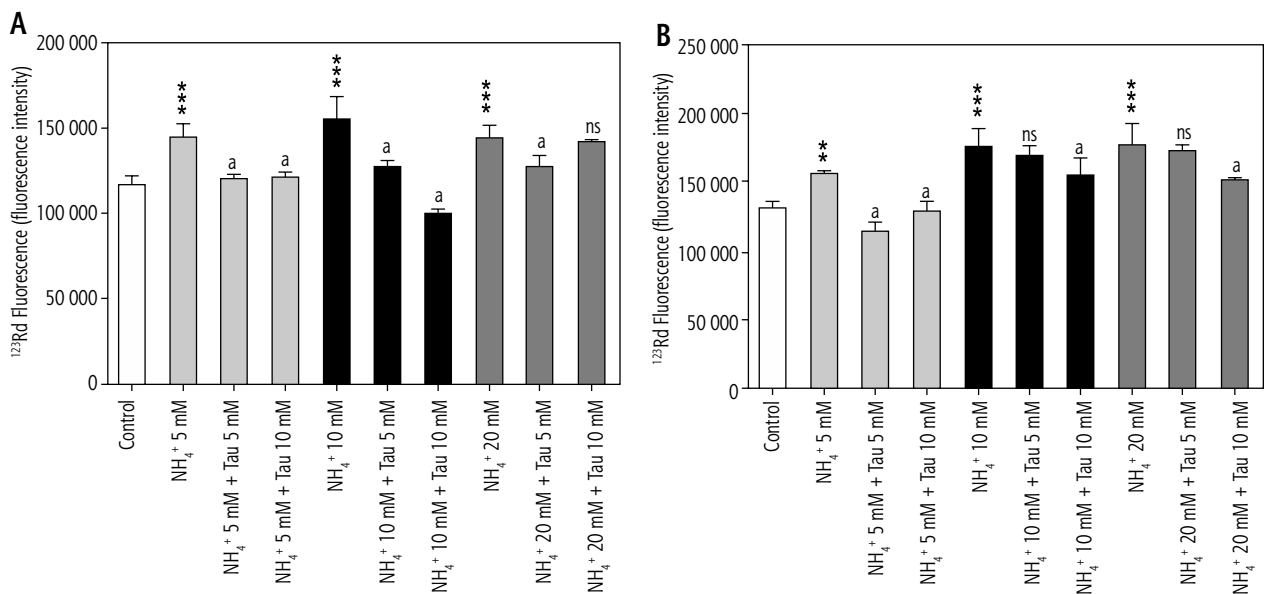 A
¹²³Rd Fluorescence (fluorescence intensity)
200 000
150 000
100 000
50 000
0
***
a
a
***
a
a
***
a
ns
Control
NH₄⁺ 5 mM
NH₄⁺ 5 mM + Tau 5 mM
NH₄⁺ 5 mM + Tau 10 mM
NH₄⁺ 10 mM
NH₄⁺ 10 mM + Tau 5 mM
NH₄⁺ 10 mM + Tau 10 mM
NH₄⁺ 20 mM
NH₄⁺ 20 mM + Tau 5 mM
NH₄⁺ 20 mM + Tau 10 mM
B
¹²³Rd Fluorescence (fluorescence intensity)
250 000
200 000
150 000
100 000
50 000
0
**
a
a
***
ns
a
***
ns
a
Control
NH₄⁺ 5 mM
NH₄⁺ 5 mM + Tau 5 mM
NH₄⁺ 5 mM + Tau 10 mM
NH₄⁺ 10 mM
NH₄⁺ 10 mM + Tau 5 mM
NH₄⁺ 10 mM + Tau 10 mM
NH₄⁺ 20 mM
NH₄⁺ 20 mM + Tau 5 mM
NH₄⁺ 20 mM + Tau 10 mM